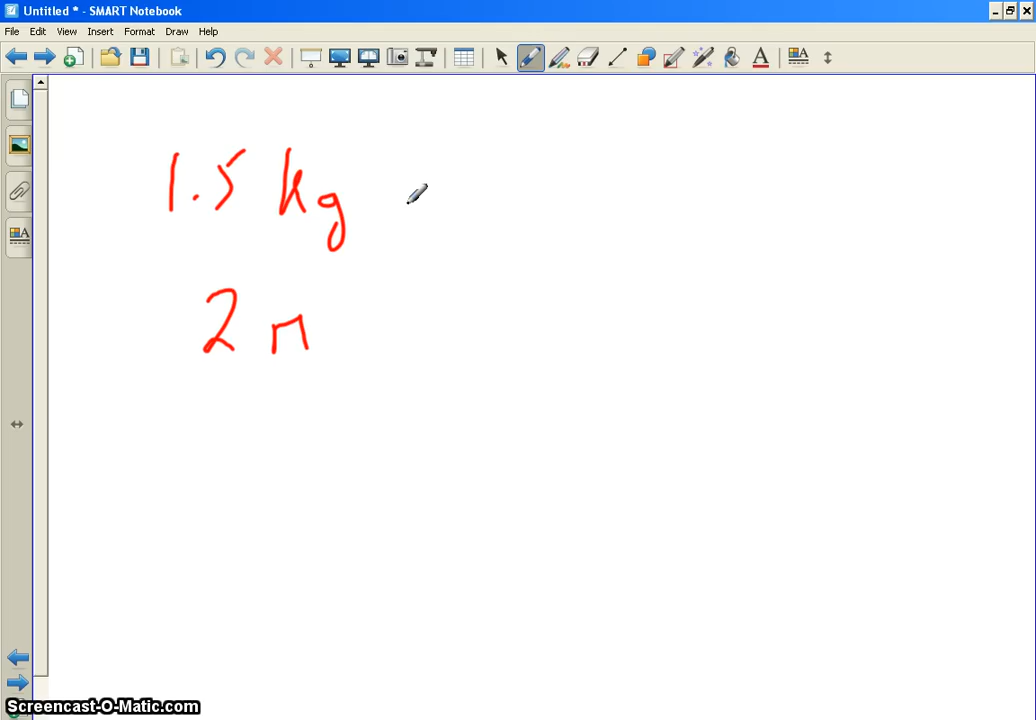 Untitled * - SMART Notebook
File Edit View Insert Format Draw Help
1.5 kg
2 n
Screencast-O-Matic.com